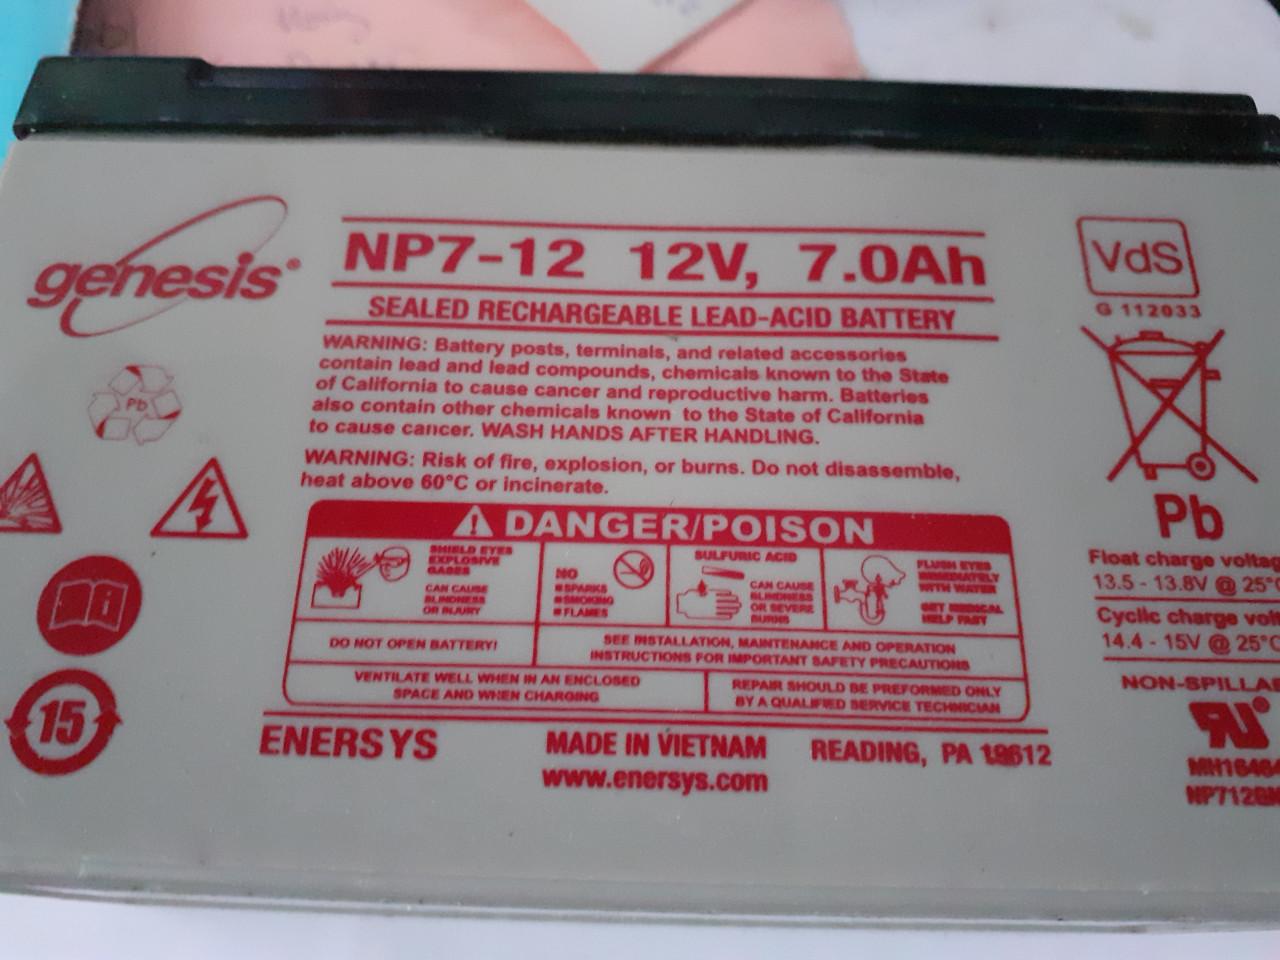 genesis®
NP7-12 12V, 7.0Ah
SEALED RECHARGEABLE LEAD-ACID BATTERY
WARNING: Battery posts, terminals, and related accessories
contain lead and lead compounds, chemicals known to the State
of California to cause cancer and reproductive harm. Batteries
also contain other chemicals known to the State of California
to cause cancer. WASH HANDS AFTER HANDLING.
WARNING: Risk of fire, explosion, or burns. Do not disassemble,
heat above 60°C or incinerate.
DANGER/POISON
SHIELD EYES
EXPLOSIVE
GASES
CAN CAUSE
BLINDNESS
OR INJURY
NO
SPARKS
SMOKING
FLAMES
SULFURIC ACID
CAN CAUSE
BLINDNESS
OR SEVERE
BURNS
FLUSH EYES
IMMEDIATELY
WITH WATER
GET MEDICAL
HELP FAST
DO NOT OPEN BATTERY!
SEE INSTALLATION, MAINTENANCE AND OPERATION
INSTRUCTIONS FOR IMPORTANT SAFETY PRECAUTIONS
VENTILATE WELL WHEN IN AN ENCLOSED
SPACE AND WHEN CHARGING
REPAIR SHOULD BE PREFORMED ONLY
BY A QUALIFIED SERVICE TECHNICIAN
ENERSYS
MADE IN VIETNAM
READING, PA 19612
www.enersys.com
Pb
15
VdS
G 112033
Pb
Float charge voltag
13.5 - 13.8V @ 25°C
Cyclic charge volt
14.4 - 15V @ 25°C
NON-SPILLAB